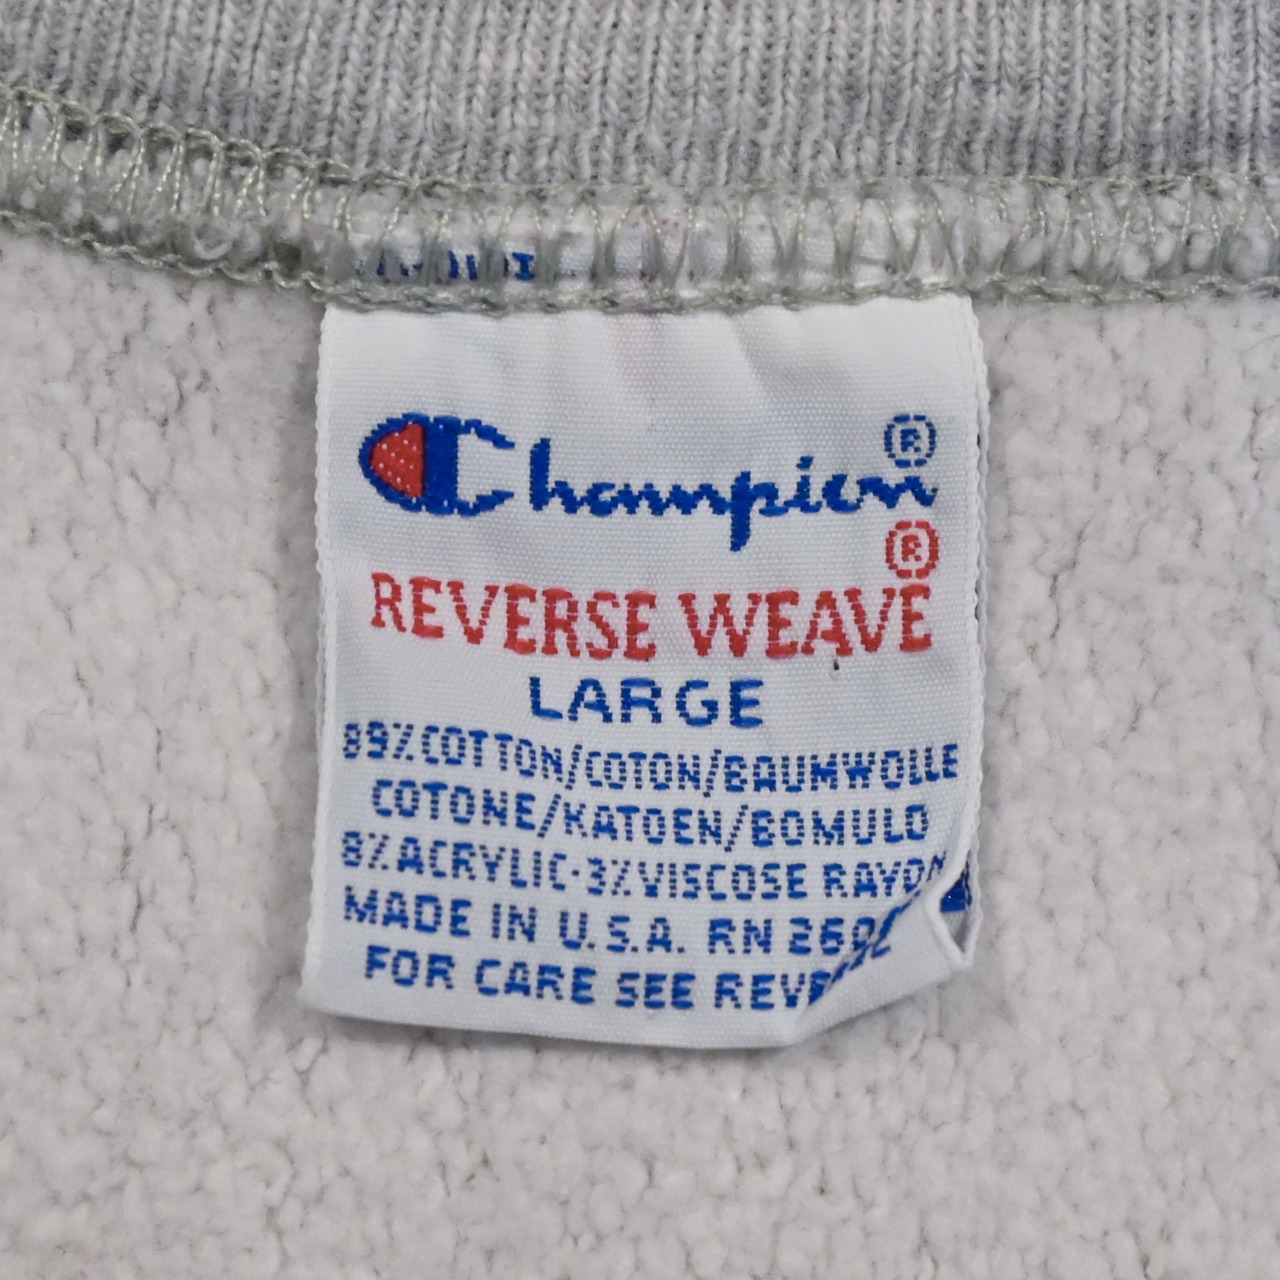 Champion®
REVERSE WEAVE®
LARGE
89% COTTON/COTON/BAUMWOLLE
COTONE/KATOEN/BOMULD
8% ACRYLIC·3% VISCOSE RAYON
MADE IN U.S.A. RN
FOR CARE SEE